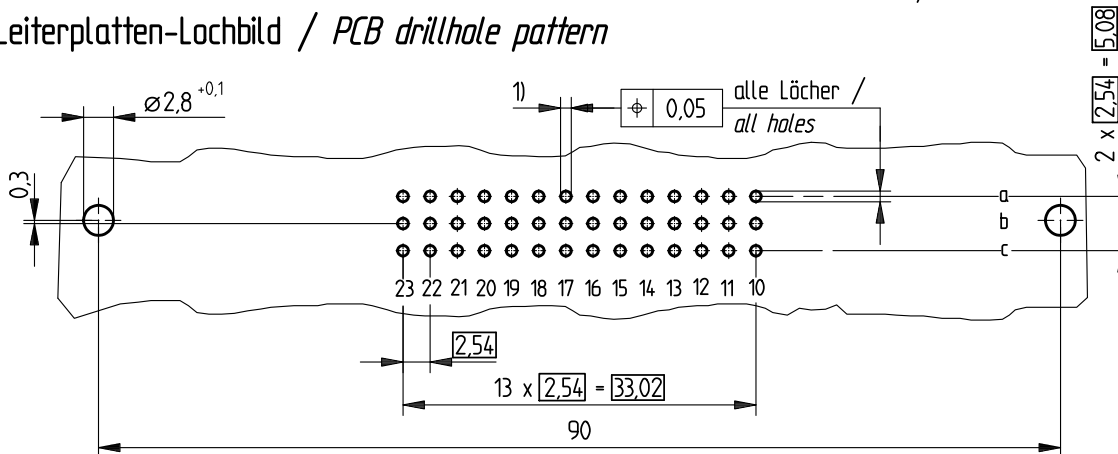 Leiterplatten-Lochbild / PCB drillhole pattern
2 x 2,54 = 5,08
⌀2,8 +0,1
1)
⌖ 0,05
alle Löcher /
all holes
0,3
a
b
c
23 22 21 20 19 18 17 16 15 14 13 12 11 10
2,54
13 x 2,54 = 33,02
90